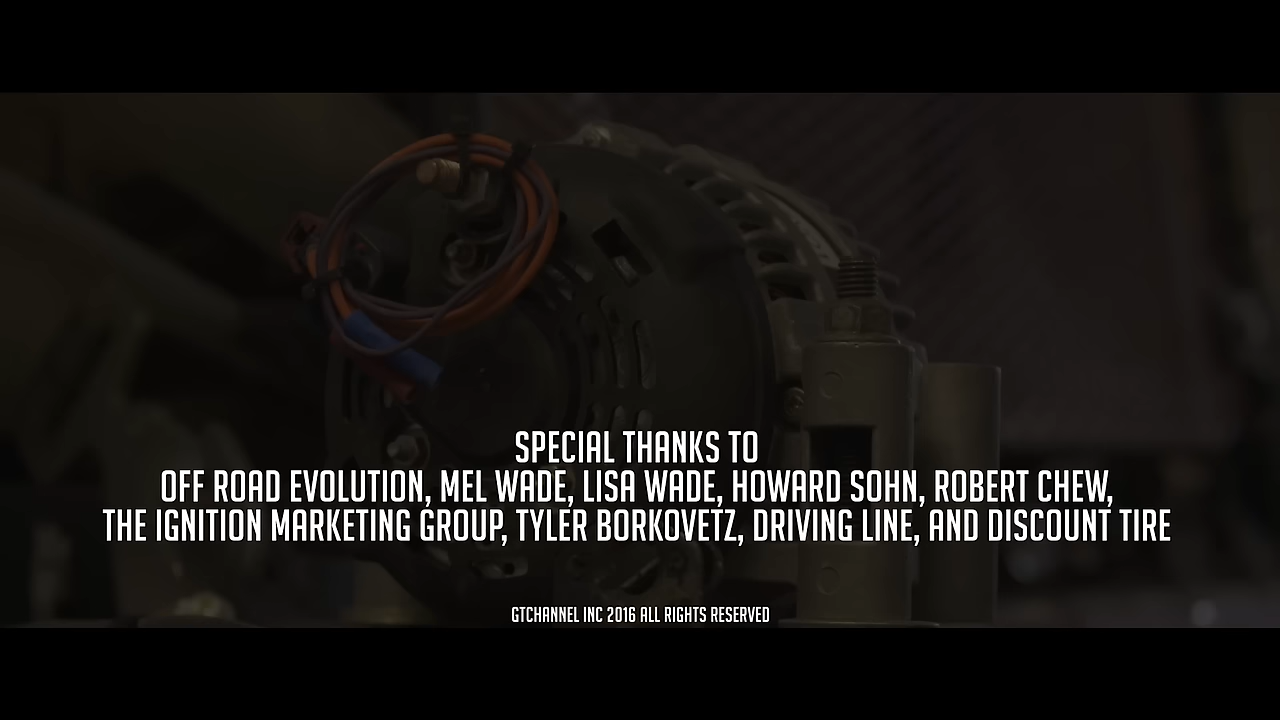 SPECIAL THANKS TO
OFF ROAD EVOLUTION, MEL WADE, LISA WADE, HOWARD SOHN, ROBERT CHEW,
THE IGNITION MARKETING GROUP, TYLER BORKOVETZ, DRIVING LINE, AND DISCOUNT TIRE
GTCHANNEL INC 2016 ALL RIGHTS RESERVED